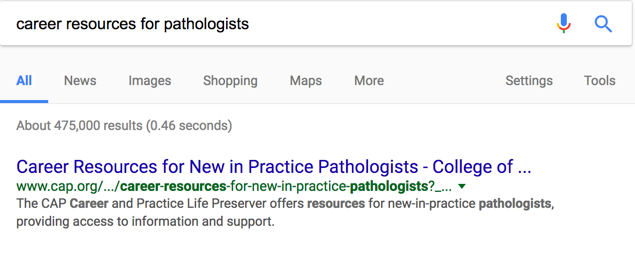 career resources for pathologists
All News Images Shopping Maps More Settings Tools
About 475,000 results (0.46 seconds)
Career Resources for New in Practice Pathologists - College of ...
www.cap.org/.../career-resources-for-new-in-practice-pathologists?_...
The CAP Career and Practice Life Preserver offers resources for new-in-practice pathologists,
providing access to information and support.